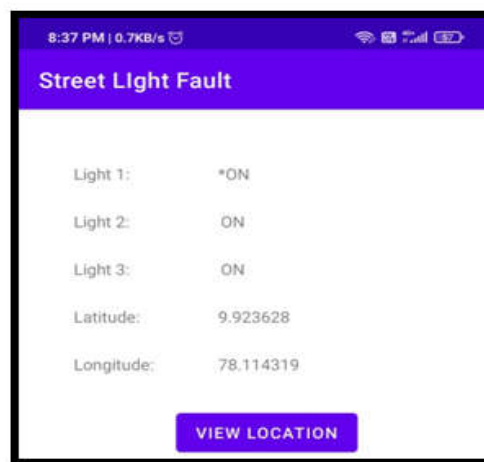 8:37 PM | 0.7KB/s
Street LIght Fault
Light 1: *ON
Light 2: ON
Light 3: ON
Latitude: 9.923628
Longitude: 78.114319
VIEW LOCATION